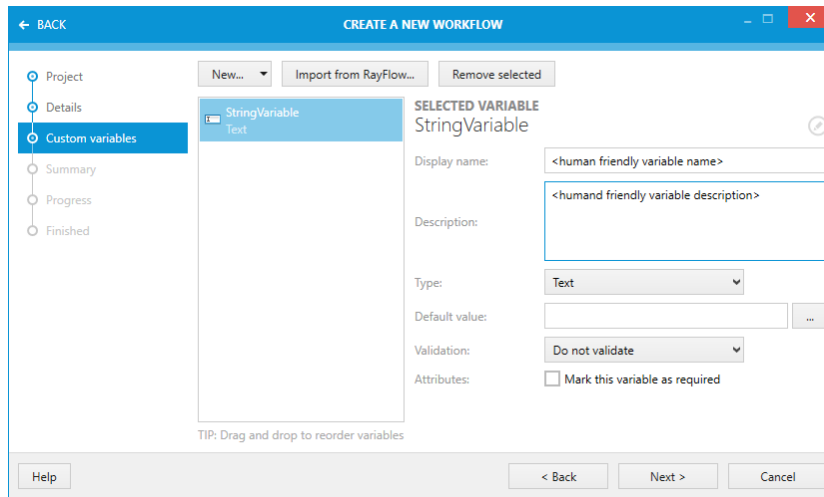 BACK
CREATE A NEW WORKFLOW
Project
Details
Custom variables
Summary
Progress
Finished
New...
Import from RayFlow...
Remove selected
StringVariable
Text
TIP: Drag and drop to reorder variables
SELECTED VARIABLE
StringVariable
Display name:
<human friendly variable name>
Description:
<humand friendly variable description>
Type:
Text
Default value:
...
Validation:
Do not validate
Attributes:
Mark this variable as required
Help
< Back
Next >
Cancel